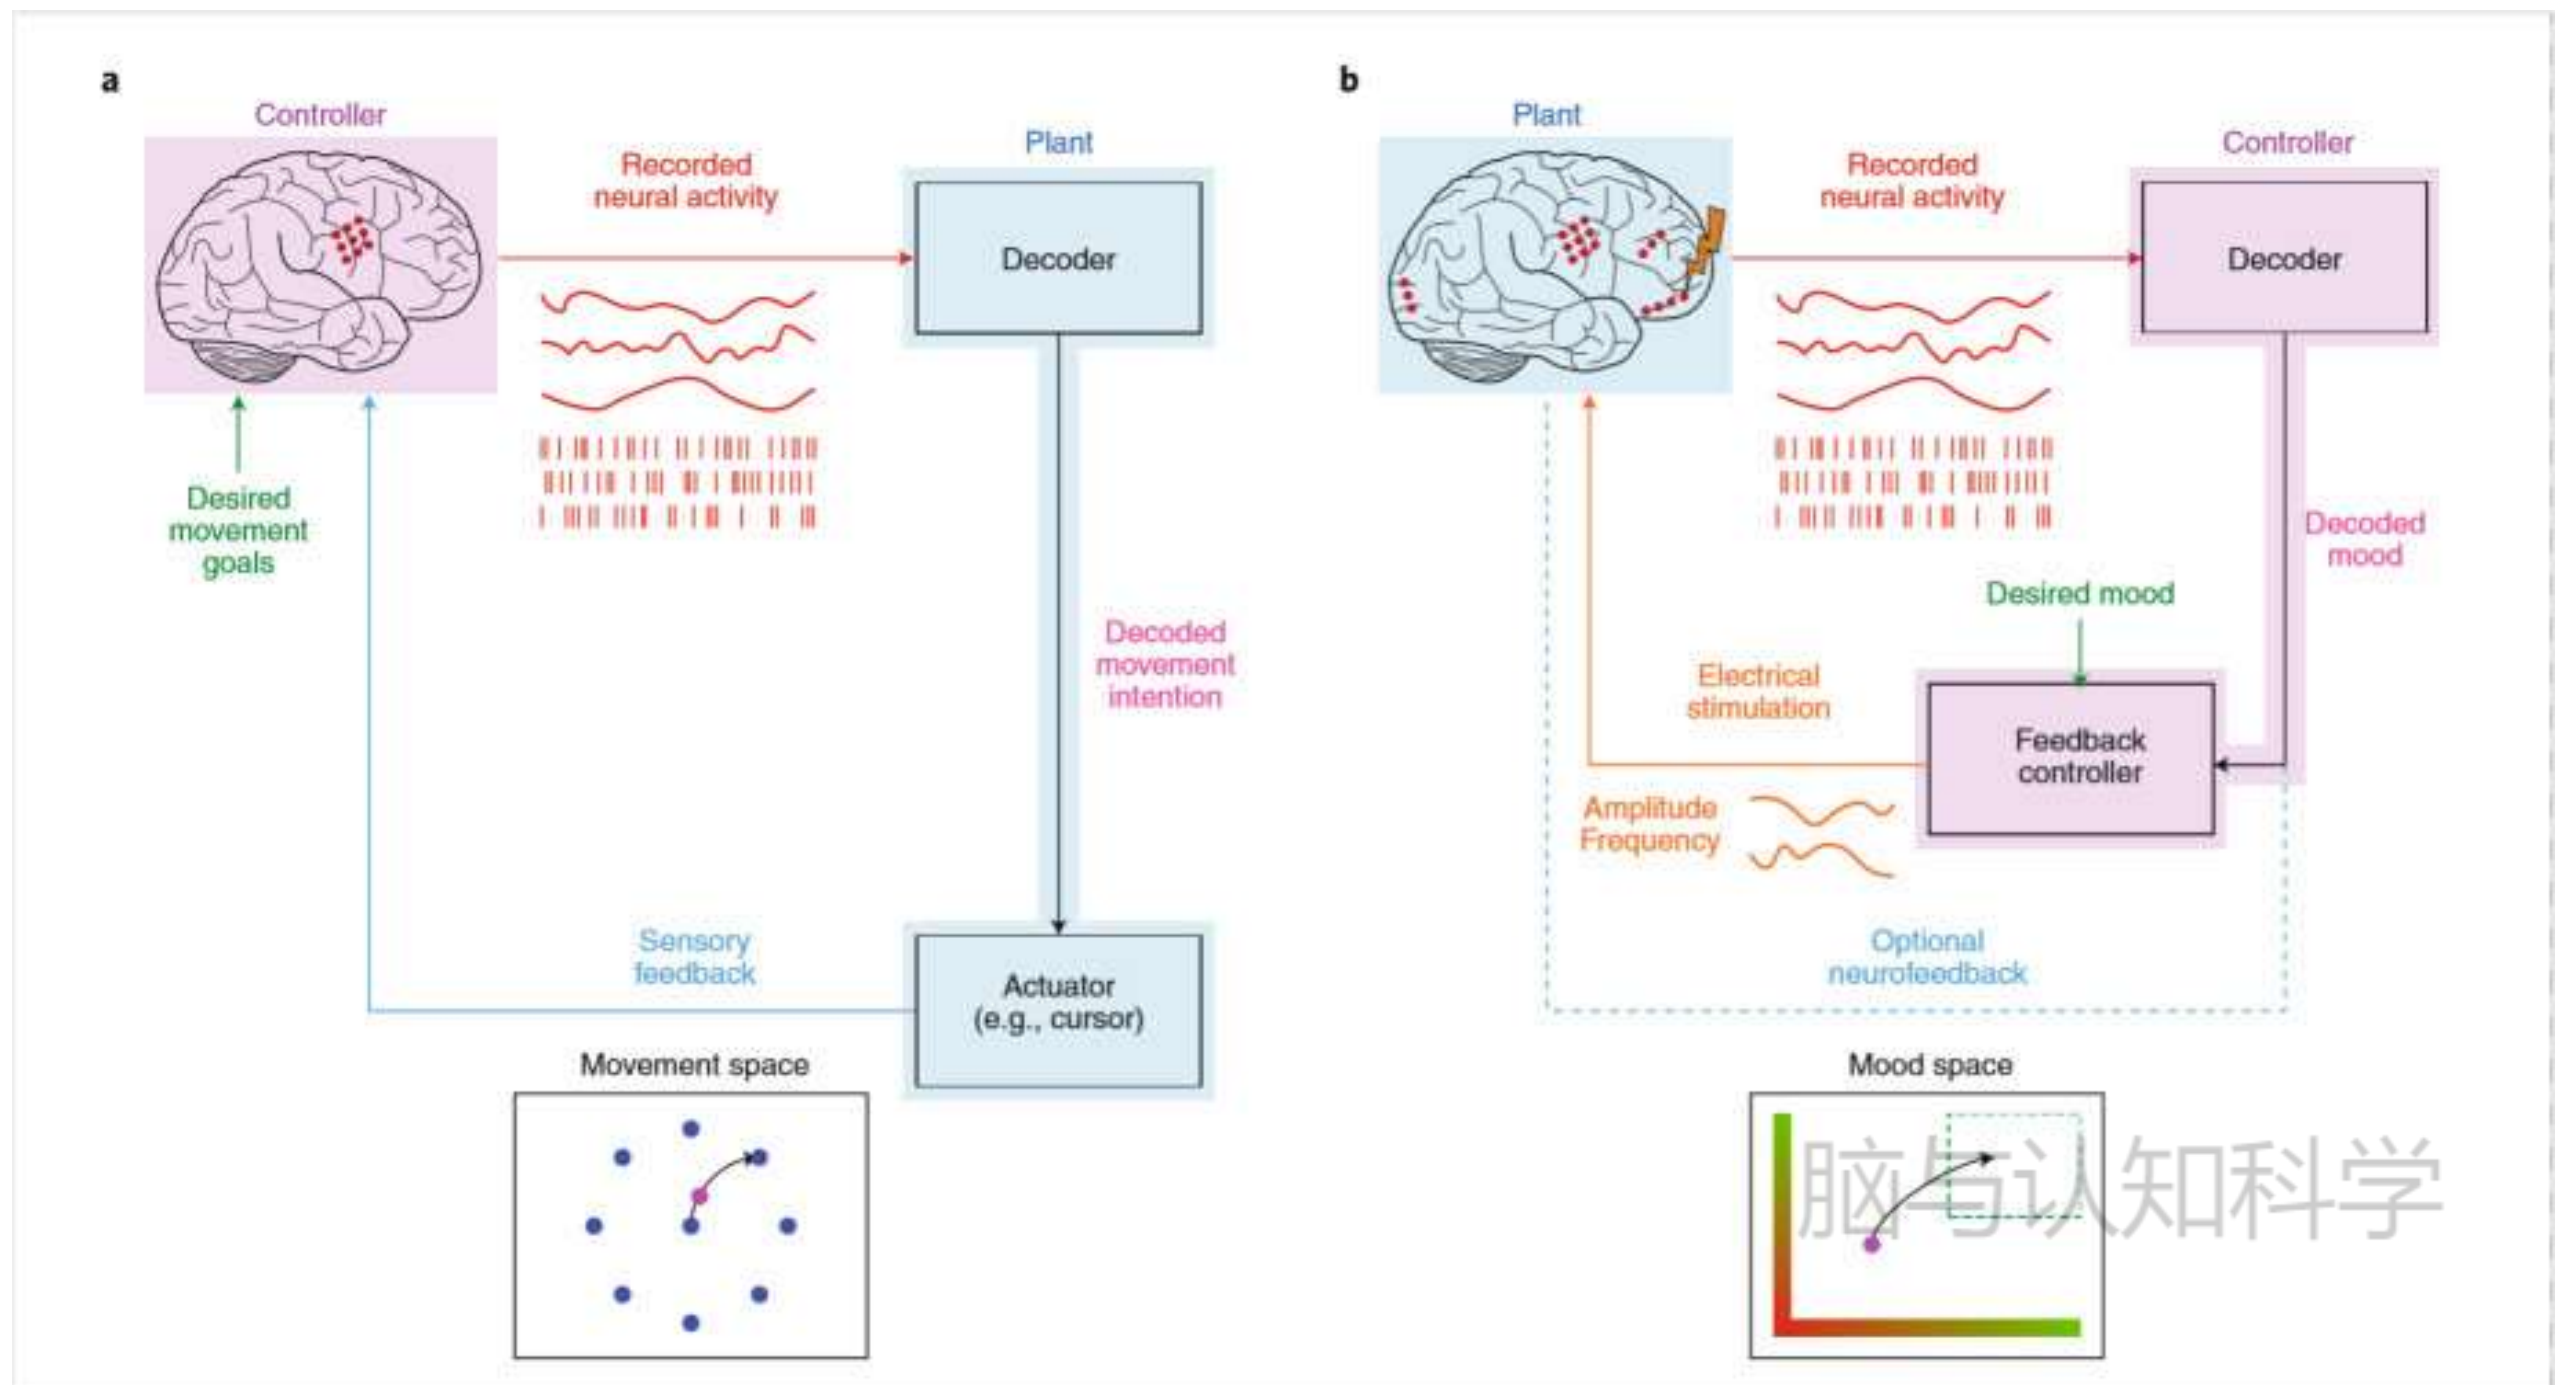 a
Controller
Recorded
neural activity
Plant
Decoder
Desired
movement
goals
Decoded
movement
intention
Sensory
feedback
Actuator
(e.g., cursor)
Movement space
b
Plant
Recorded
neural activity
Controller
Decoder
Decoded
mood
Desired mood
Electrical
stimulation
Feedback
controller
Amplitude
Frequency
Optional
neurofeedback
Mood space
脑与认知科学